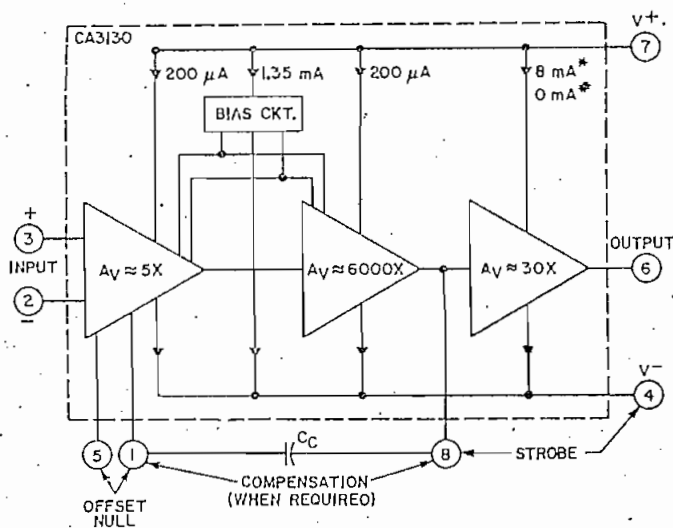 CA3130
V+
7
200 μA
1.35 mA
200 μA
8 mA*
0 mA*
BIAS CKT.
+
3
INPUT
2
−
AV ≈ 5X
AV ≈ 6000X
AV ≈ 30X
OUTPUT
6
V−
4
5
1
CC
8
STROBE
OFFSET
NULL
COMPENSATION
(WHEN REQUIRED)